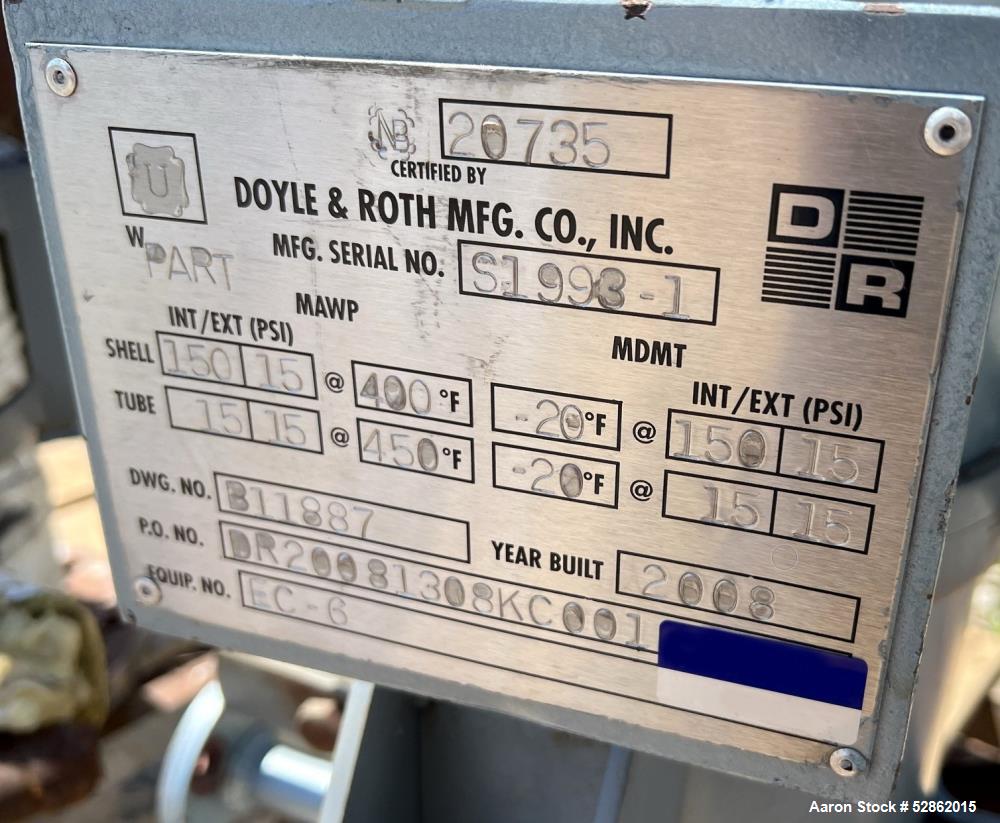 NB 20735
CERTIFIED BY
U
DOYLE & ROTH MFG. CO., INC.
DR
W
PART
MFG. SERIAL NO. S1993-1
MAWP
MDMT
INT/EXT (PSI)
INT/EXT (PSI)
SHELL 150 15 @ 400 °F -20 °F @ 150 15
TUBE 15 15 @ 450 °F -20 °F @ 15 15
DWG. NO. B11887
P.O. NO. DR20081308KC001
YEAR BUILT 2008
EQUIP. NO. EC-6
Aaron Stock # 52862015